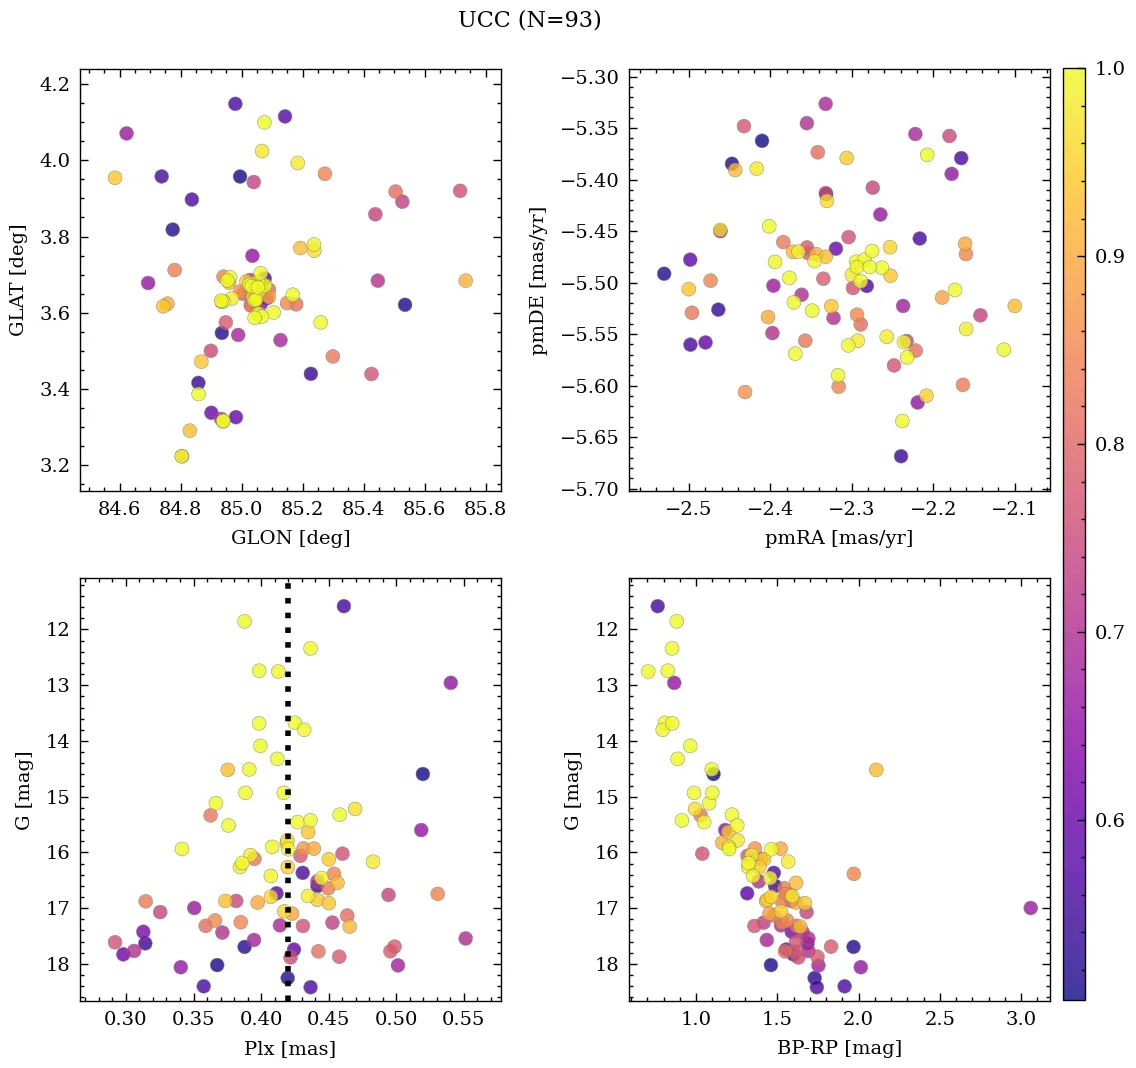 UCC (N=93)
4.2
4.0
3.8
3.6
3.4
3.2
GLAT [deg]
84.6 84.8 85.0 85.2 85.4 85.6 85.8
GLON [deg]
−5.30
−5.35
−5.40
−5.45
−5.50
−5.55
−5.60
−5.65
−5.70
pmDE [mas/yr]
−2.5 −2.4 −2.3 −2.2 −2.1
pmRA [mas/yr]
1.0
0.9
0.8
0.7
0.6
12
13
14
15
16
17
18
G [mag]
0.30 0.35 0.40 0.45 0.50 0.55
Plx [mas]
12
13
14
15
16
17
18
G [mag]
1.0 1.5 2.0 2.5 3.0
BP-RP [mag]